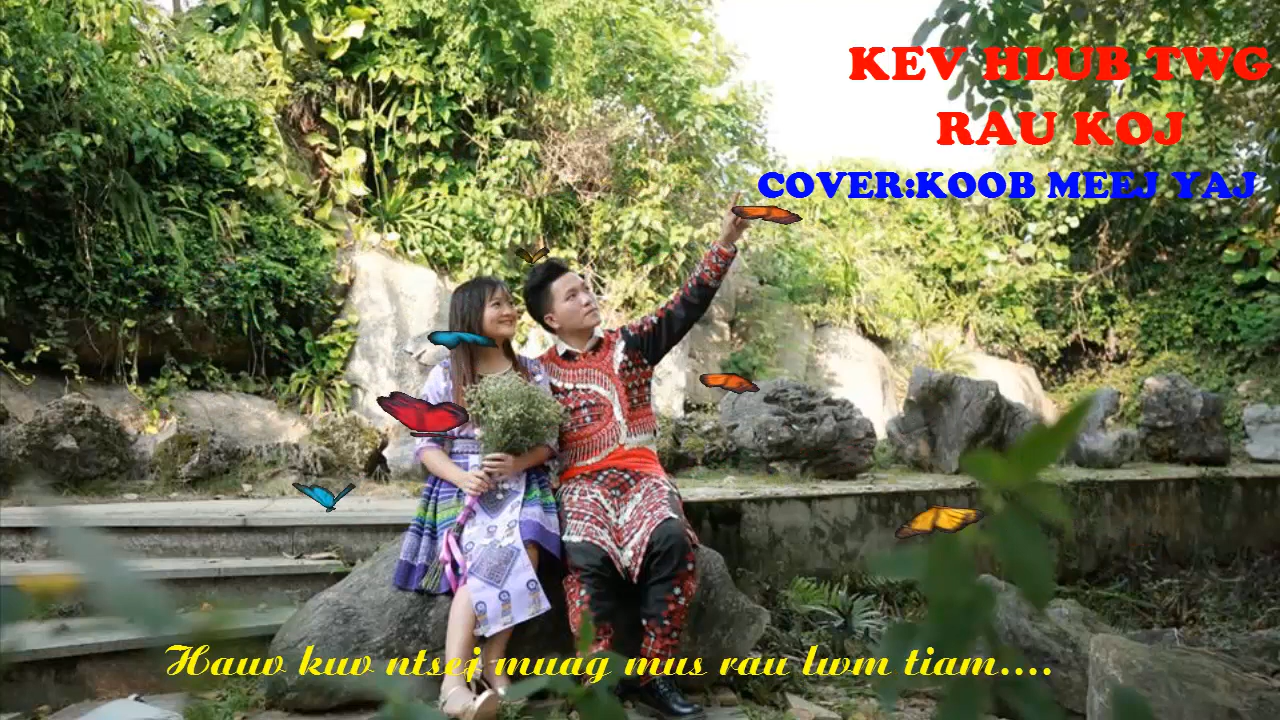 KEV HLUB TWG
RAU KOJ
COVER:KOOB MEEJ YAJ
Hauv kuv ntsej muag mus rau lwm tiam....